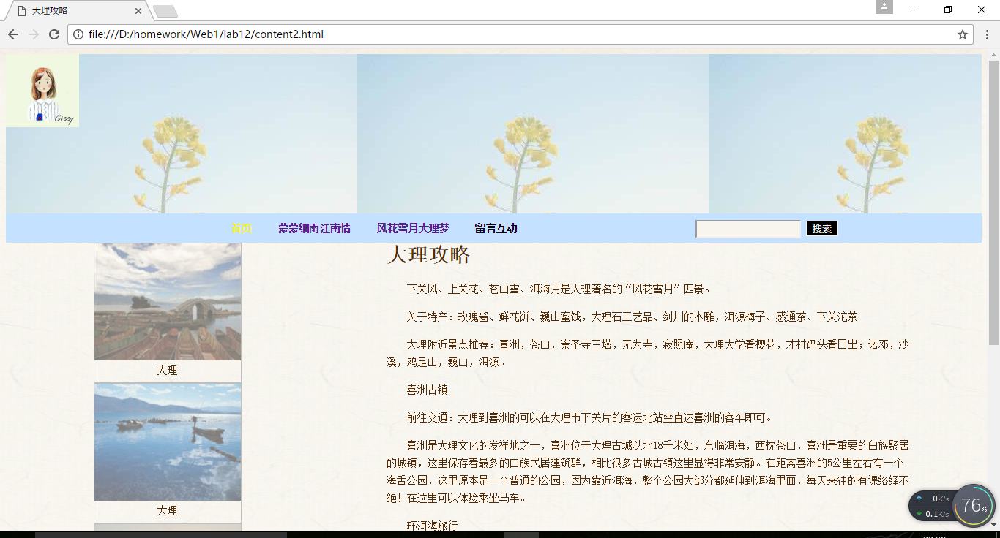 大理攻略
file:///D:/homework/Web1/lab12/content2.html
Gissy
首页 蒙蒙细雨江南情 风花雪月大理梦 留言互动 搜索
大理
大理
大理攻略
下关风、上关花、苍山雪、洱海月是大理著名的“风花雪月”四景。
关于特产：玫瑰酱、鲜花饼、巍山蜜饯，大理石工艺品、剑川的木雕，洱源梅子、感通茶、下关沱茶
大理附近景点推荐：喜洲，苍山，崇圣寺三塔，无为寺，寂照庵，大理大学看樱花，才村码头看日出；诺邓，沙
溪，鸡足山，巍山，洱源。
喜洲古镇
前往交通：大理到喜洲的可以在大理市下关片的客运北站坐直达喜洲的客车即可。
喜洲是大理文化的发祥地之一，喜洲位于大理古城以北18千米处，东临洱海，西枕苍山，喜洲是重要的白族聚居
的城镇，这里保存着最多的白族民居建筑群，相比很多古城古镇这里显得非常安静。在距离喜洲的5公里左右有一个
海舌公园，这里原本是一个普通的公园，因为靠近洱海，整个公园大部分都延伸到洱海里面，每天来往的有课络绎不
绝！在这里可以体验乘坐马车。
环洱海旅行
0K/s
0.1K/s
76%